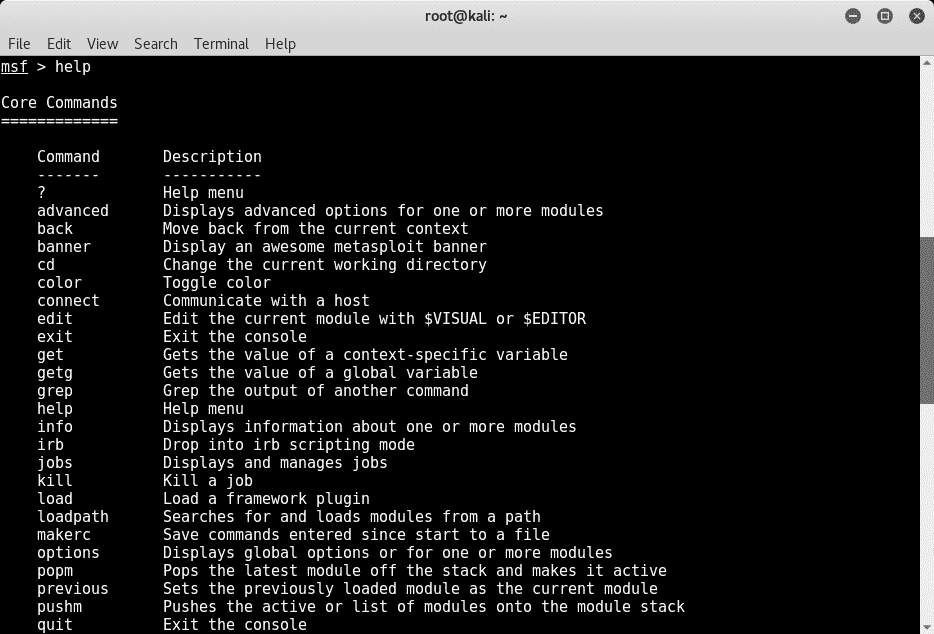 root@kali: ~
File Edit View Search Terminal Help
msf > help
Core Commands
=============
Command Description
------- -----------
? Help menu
advanced Displays advanced options for one or more modules
back Move back from the current context
banner Display an awesome metasploit banner
cd Change the current working directory
color Toggle color
connect Communicate with a host
edit Edit the current module with $VISUAL or $EDITOR
exit Exit the console
get Gets the value of a context-specific variable
getg Gets the value of a global variable
grep Grep the output of another command
help Help menu
info Displays information about one or more modules
irb Drop into irb scripting mode
jobs Displays and manages jobs
kill Kill a job
load Load a framework plugin
loadpath Searches for and loads modules from a path
makerc Save commands entered since start to a file
options Displays global options or for one or more modules
popm Pops the latest module off the stack and makes it active
previous Sets the previously loaded module as the current module
pushm Pushes the active or list of modules onto the module stack
quit Exit the console